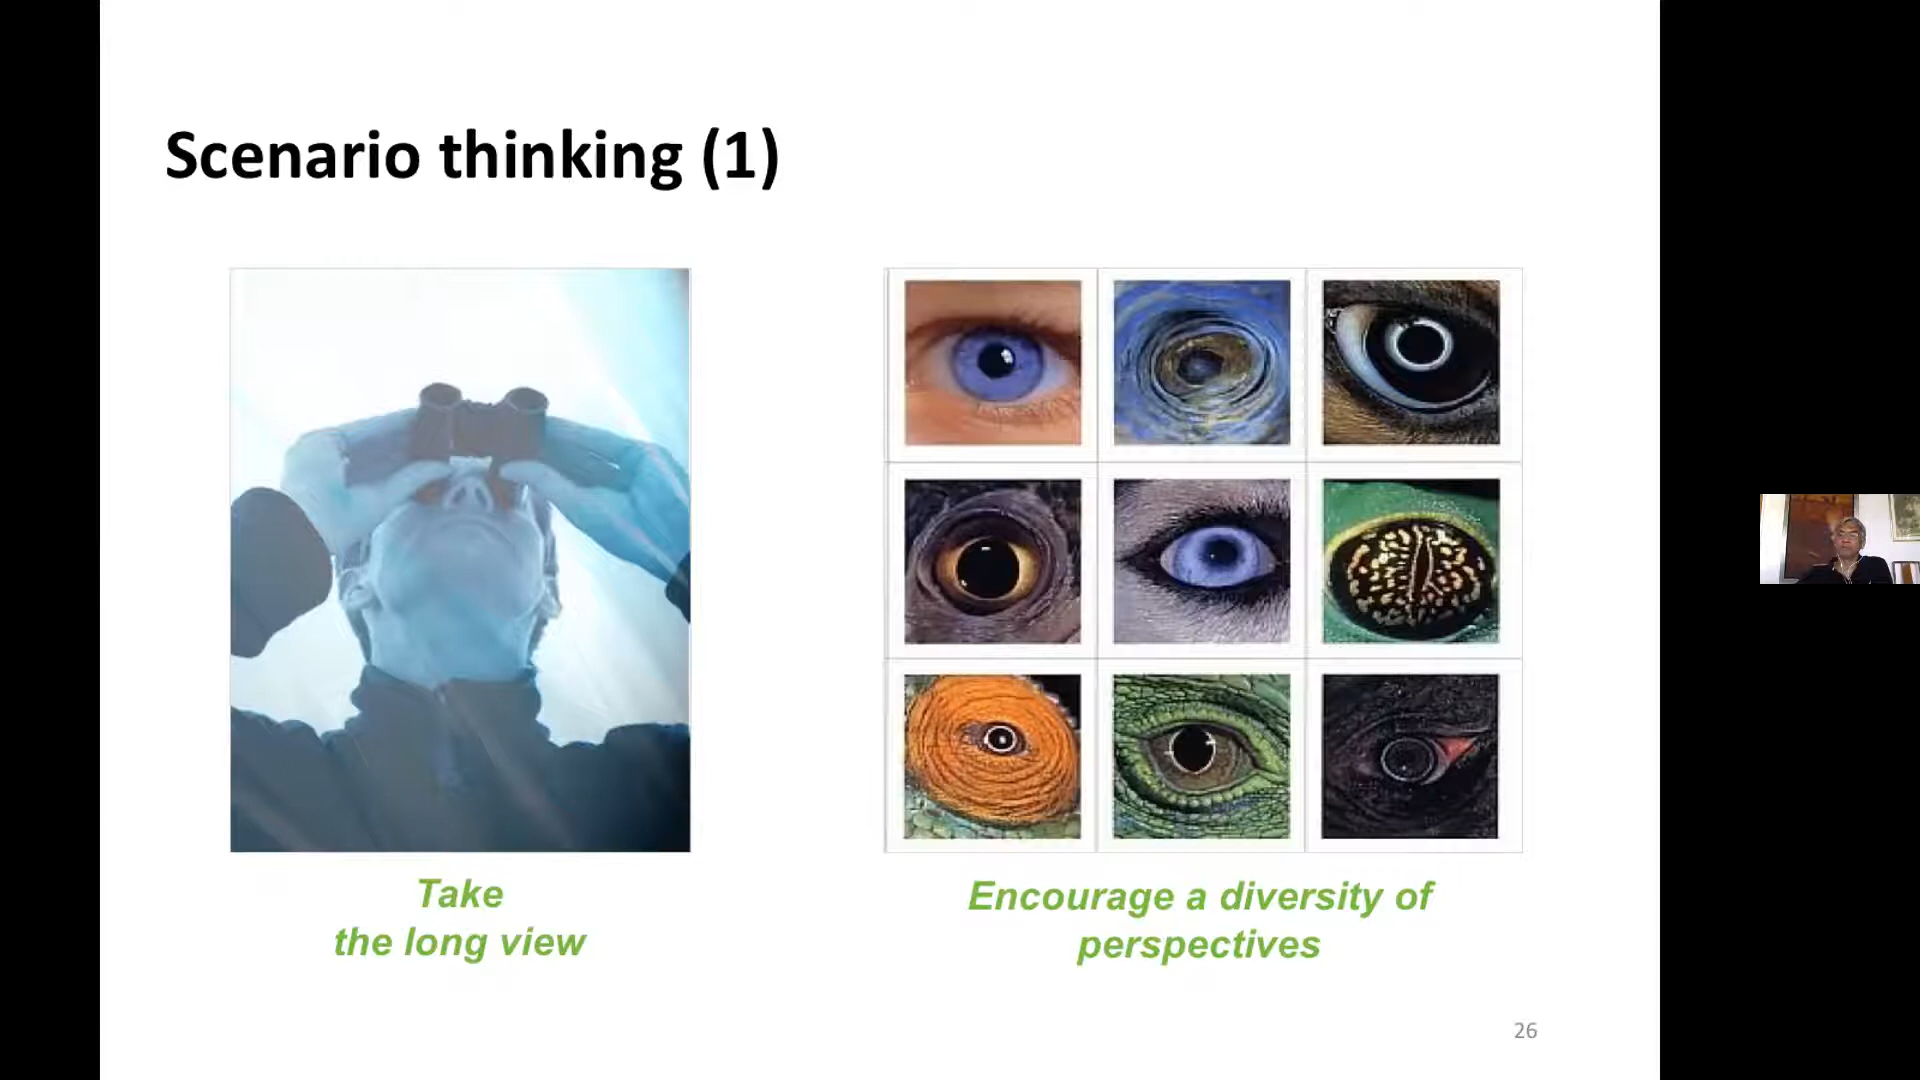 Scenario thinking (1)
Take
the long view
Encourage a diversity of
perspectives
26